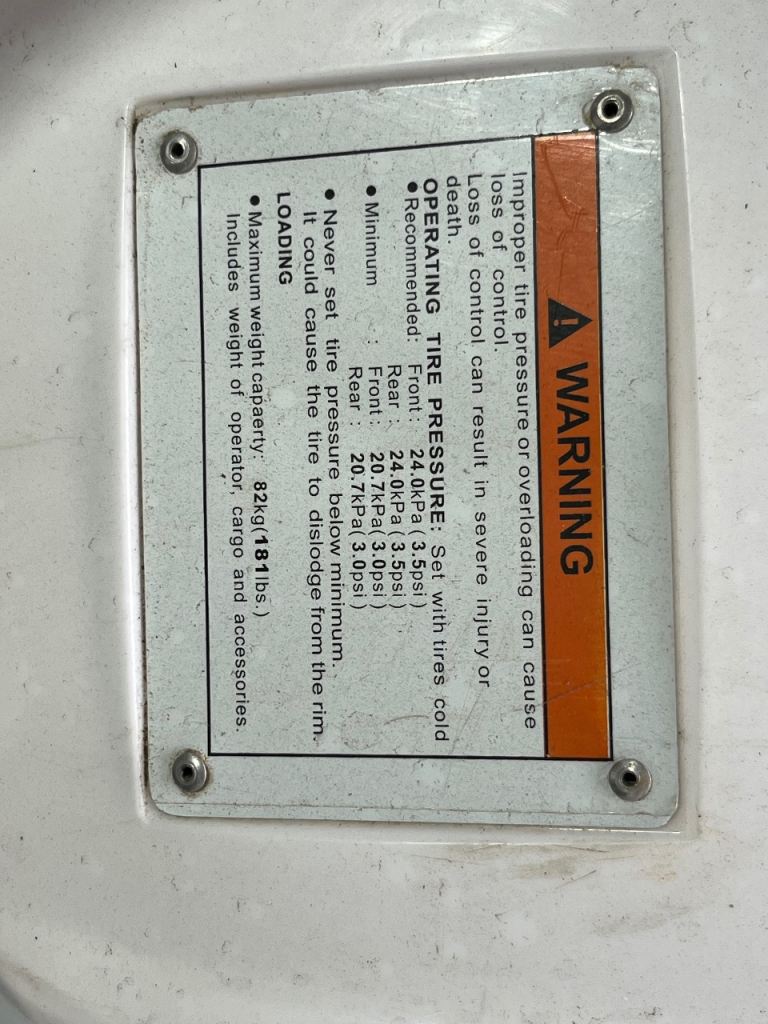 WARNING
Improper tire pressure or overloading can cause
loss of control.
Loss of control can result in severe injury or
death.
OPERATING TIRE PRESSURE: Set with tires cold
● Recommended: Front : 24.0kPa ( 3.5psi )
Rear : 24.0kPa ( 3.5psi )
● Minimum : Front : 20.7kPa ( 3.0psi )
Rear : 20.7kPa ( 3.0psi )
● Never set tire pressure below minimum.
It could cause the tire to dislodge from the rim.
LOADING
● Maximum weight capaerty: 82kg(181lbs.)
Includes weight of operator, cargo and accessories.